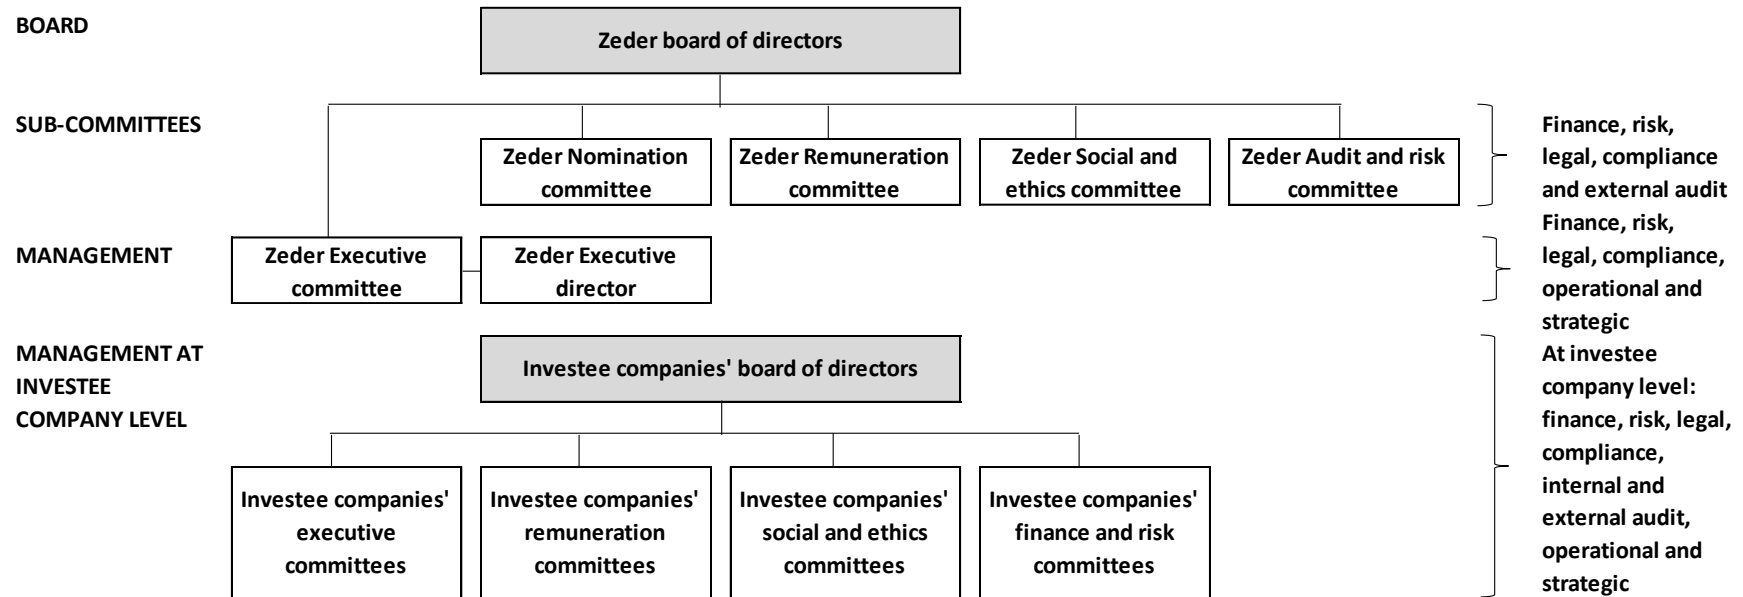 BOARD
Zeder board of directors
SUB-COMMITTEES
Zeder Nomination
committee
Zeder Remuneration
committee
Zeder Social and
ethics committee
Zeder Audit and risk
committee
Finance, risk,
legal, compliance
and external audit
MANAGEMENT
Zeder Executive
committee
Zeder Executive
director
Finance, risk,
legal, compliance,
operational and
strategic
MANAGEMENT AT
INVESTEE
COMPANY LEVEL
Investee companies' board of directors
Investee companies'
executive
committees
Investee companies'
remuneration
committees
Investee companies'
social and ethics
committees
Investee companies'
finance and risk
committees
At investee
company level:
finance, risk, legal,
compliance,
internal and
external audit,
operational and
strategic